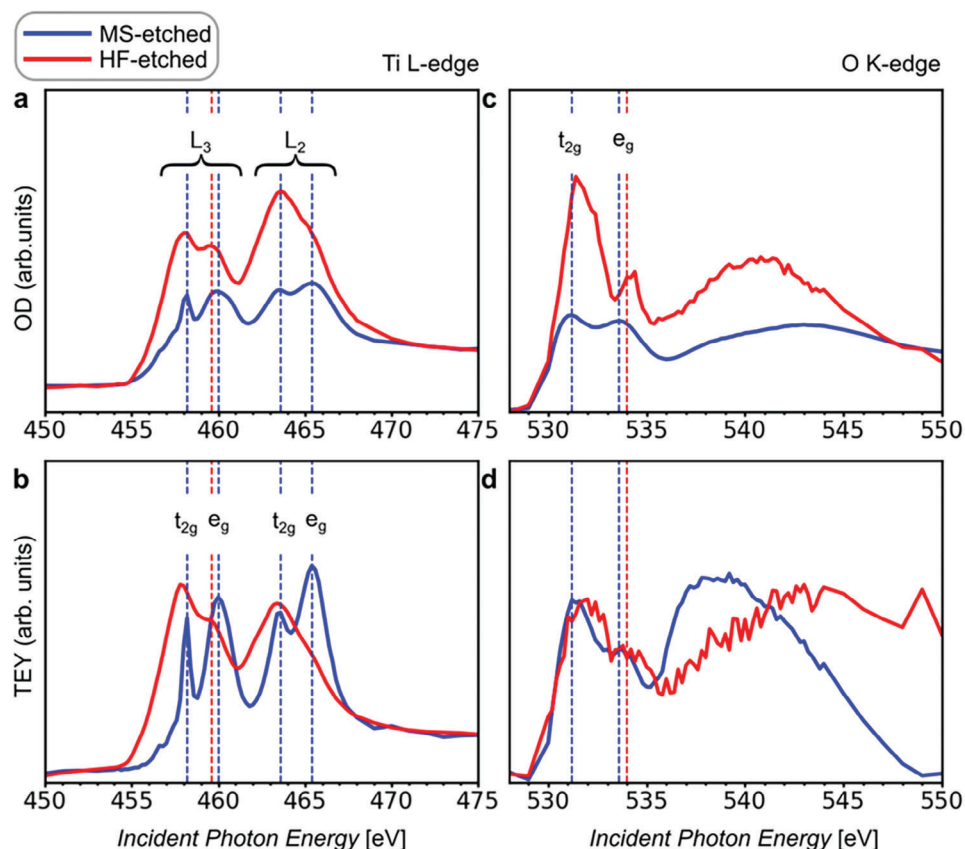 MS-etched
HF-etched
Ti L-edge
O K-edge
a
L3
L2
OD (arb.units)
450 455 460 465 470 475
c
t2g eg
530 535 540 545 550
b
t2g eg t2g eg
TEY (arb. units)
450 455 460 465 470 475
Incident Photon Energy [eV]
d
530 535 540 545 550
Incident Photon Energy [eV]